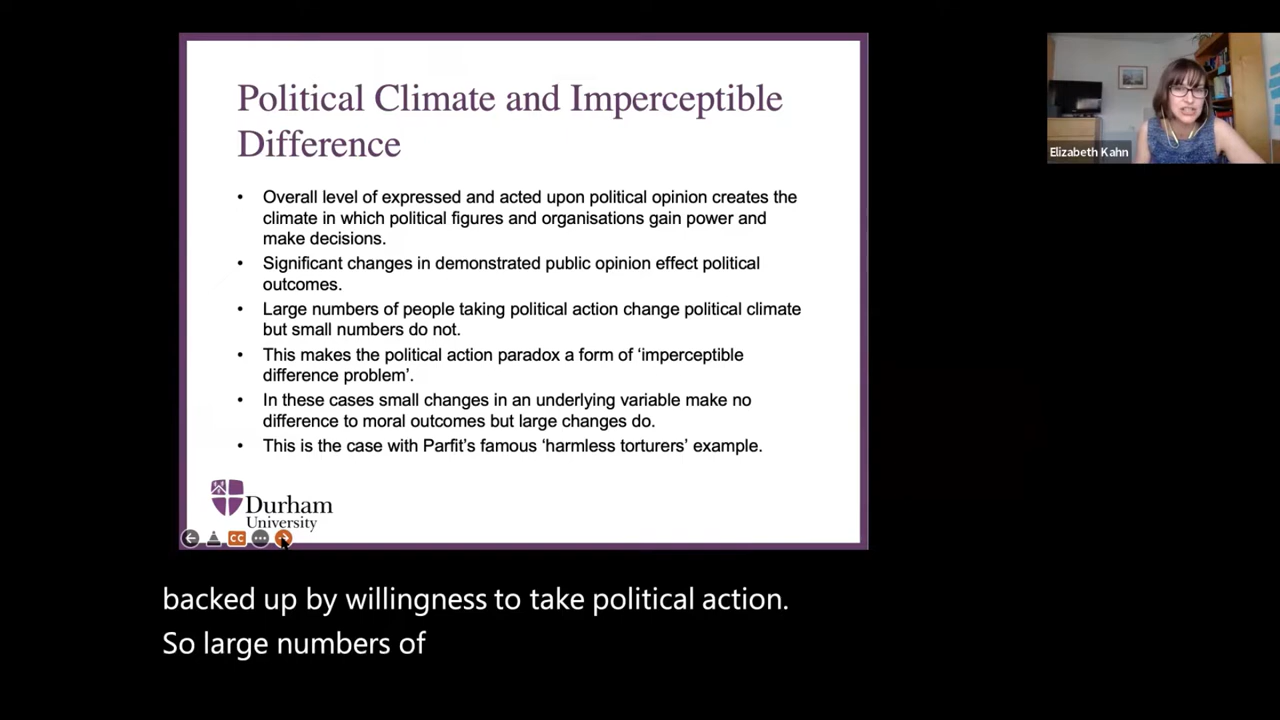 Political Climate and Imperceptible
Difference
• Overall level of expressed and acted upon political opinion creates the
climate in which political figures and organisations gain power and
make decisions.
• Significant changes in demonstrated public opinion effect political
outcomes.
• Large numbers of people taking political action change political climate
but small numbers do not.
• This makes the political action paradox a form of ‘imperceptible
difference problem’.
• In these cases small changes in an underlying variable make no
difference to moral outcomes but large changes do.
• This is the case with Parfit’s famous ‘harmless torturers’ example.
Durham
University
CC
Elizabeth Kahn
backed up by willingness to take political action.
So large numbers of